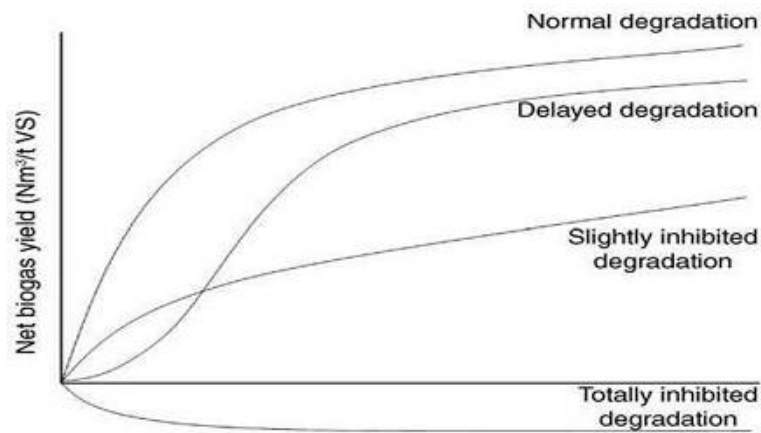 Normal degradation
Net biogas yield (Nm³/t VS)
Delayed degradation
Slightly inhibited
degradation
Totally inhibited
degradation